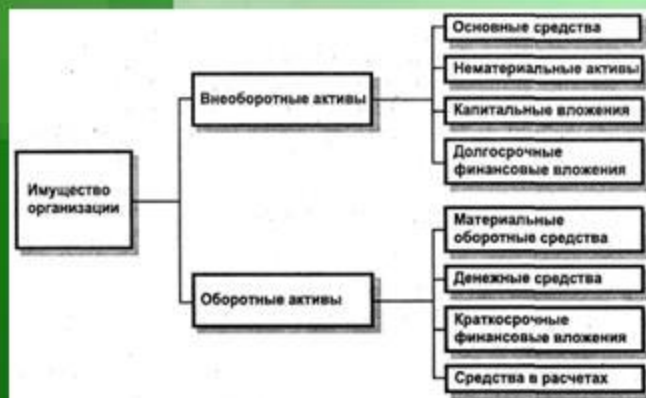 Имущество
организации
Внеоборотные активы
Основные средства
Нематериальные активы
Капитальные вложения
Долгосрочные
финансовые вложения
Оборотные активы
Материальные
оборотные средства
Денежные средства
Краткосрочные
финансовые вложения
Средства в расчетах